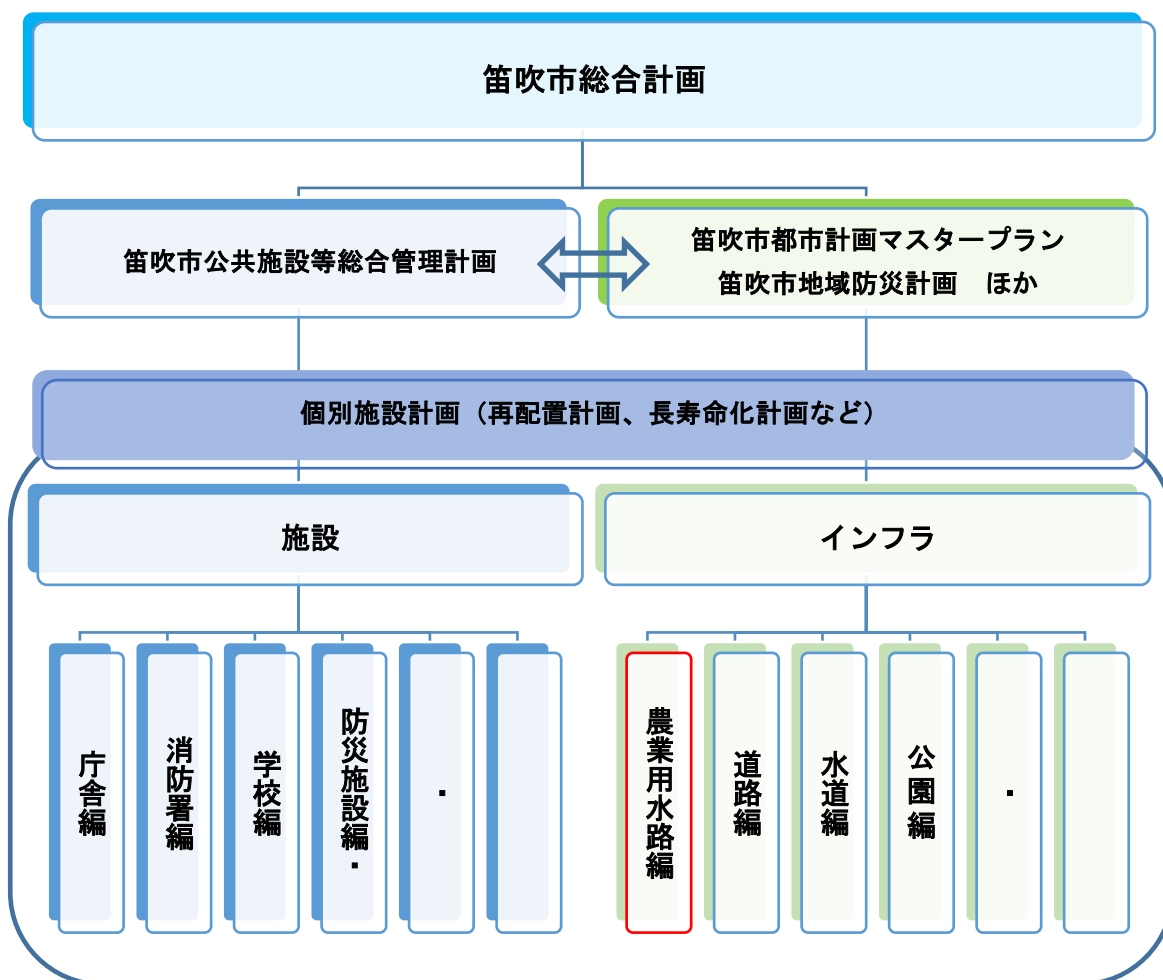 笛吹市総合計画
笛吹市公共施設等総合管理計画
笛吹市都市計画マスタープラン
笛吹市地域防災計画　ほか
個別施設計画（再配置計画、長寿命化計画など）
施設
インフラ
庁舎編
消防署編
学校編
防災施設編・
・
農業用水路編
道路編
水道編
公園編
・